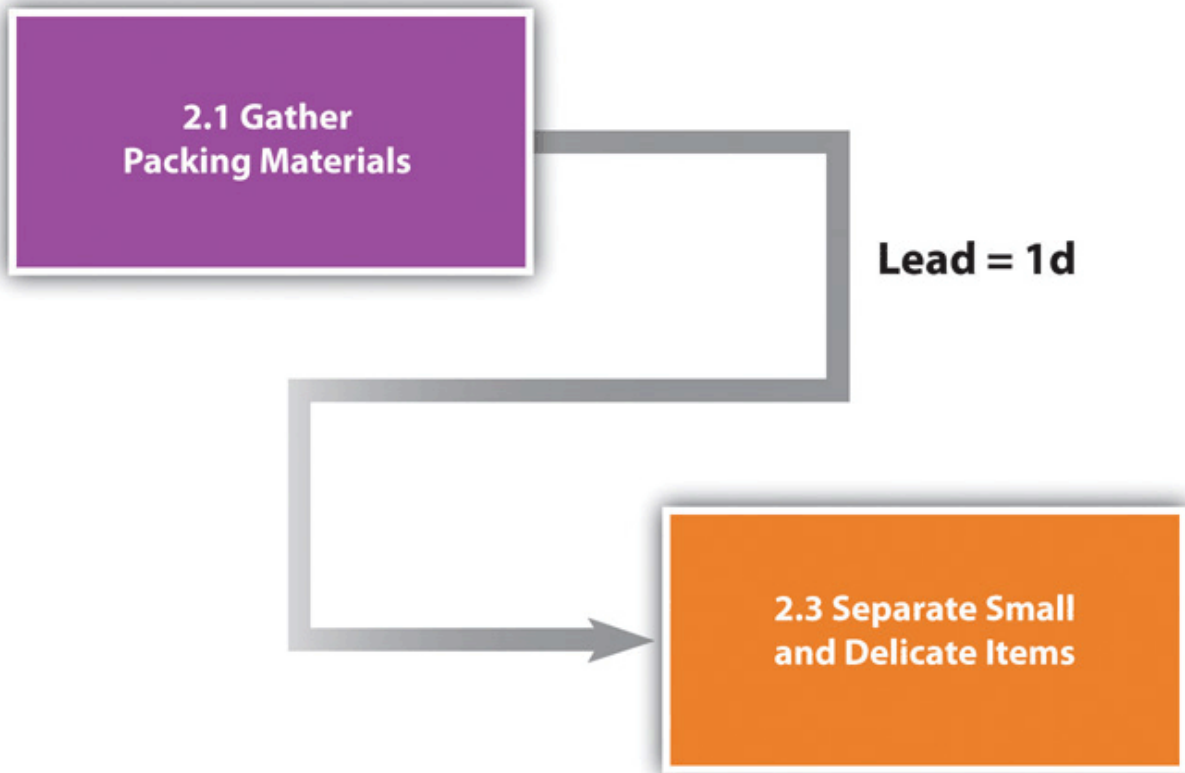 2.1 Gather
Packing Materials
Lead = 1d
2.3 Separate Small
and Delicate Items